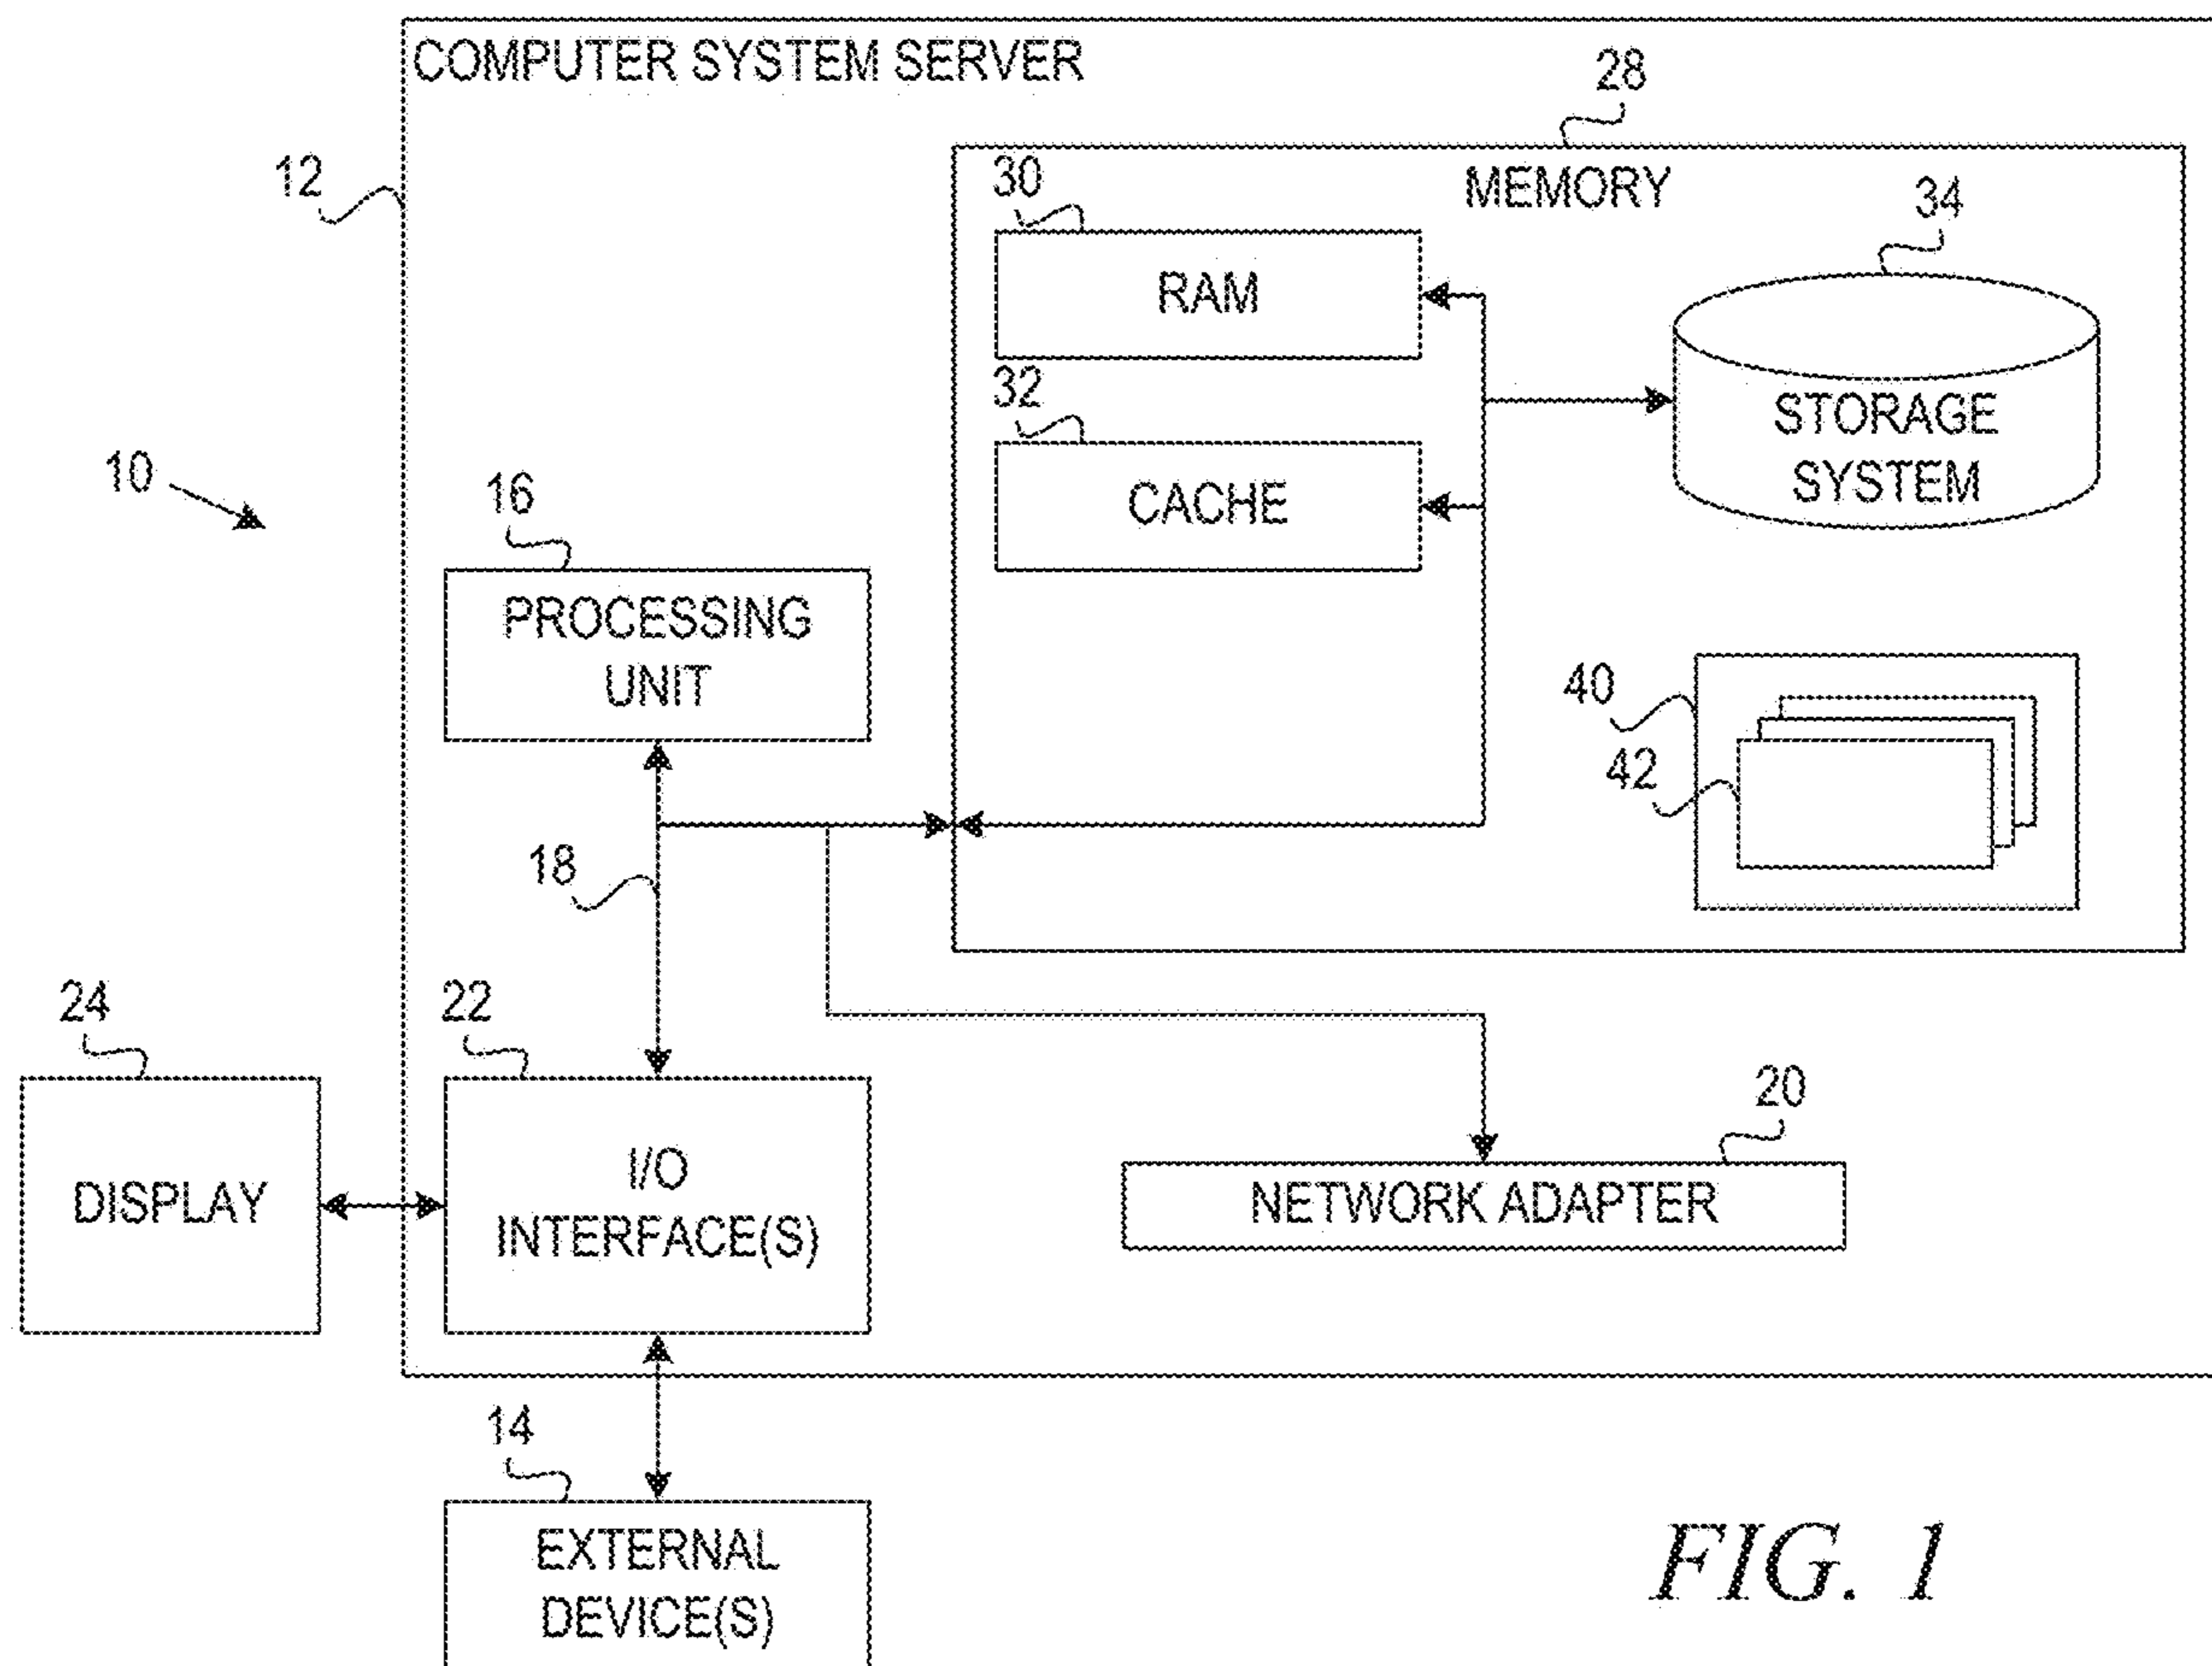 COMPUTER SYSTEM SERVER
28
12
30
MEMORY
34
RAM
32
STORAGE
SYSTEM
CACHE
10
16
PROCESSING
UNIT
40
42
18
24
22
20
DISPLAY
I/O
INTERFACE(S)
NETWORK ADAPTER
14
EXTERNAL
DEVICE(S)
FIG. 1